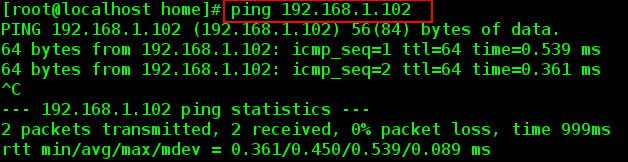 [root@localhost home]# ping 192.168.1.102
PING 192.168.1.102 (192.168.1.102) 56(84) bytes of data.
64 bytes from 192.168.1.102: icmp_seq=1 ttl=64 time=0.539 ms
64 bytes from 192.168.1.102: icmp_seq=2 ttl=64 time=0.361 ms
^C
--- 192.168.1.102 ping statistics ---
2 packets transmitted, 2 received, 0% packet loss, time 999ms
rtt min/avg/max/mdev = 0.361/0.450/0.539/0.089 ms